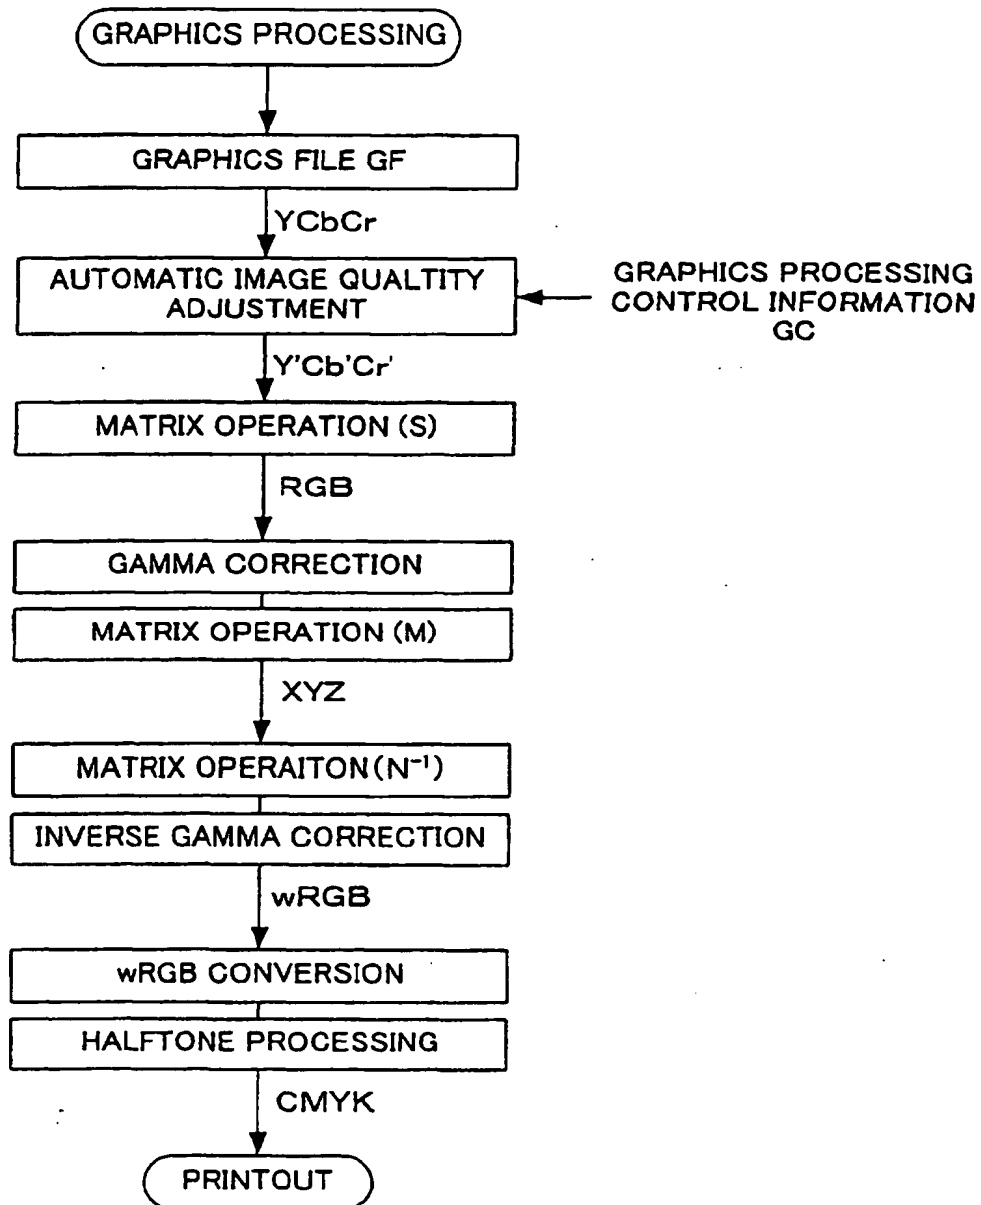 GRAPHICS PROCESSING
GRAPHICS FILE GF
YCbCr
AUTOMATIC IMAGE QUALTITY
ADJUSTMENT
GRAPHICS PROCESSING
CONTROL INFORMATION
GC
Y'Cb'Cr'
MATRIX OPERATION (S)
RGB
GAMMA CORRECTION
MATRIX OPERATION (M)
XYZ
MATRIX OPERAITON (N⁻¹)
INVERSE GAMMA CORRECTION
wRGB
wRGB CONVERSION
HALFTONE PROCESSING
CMYK
PRINTOUT